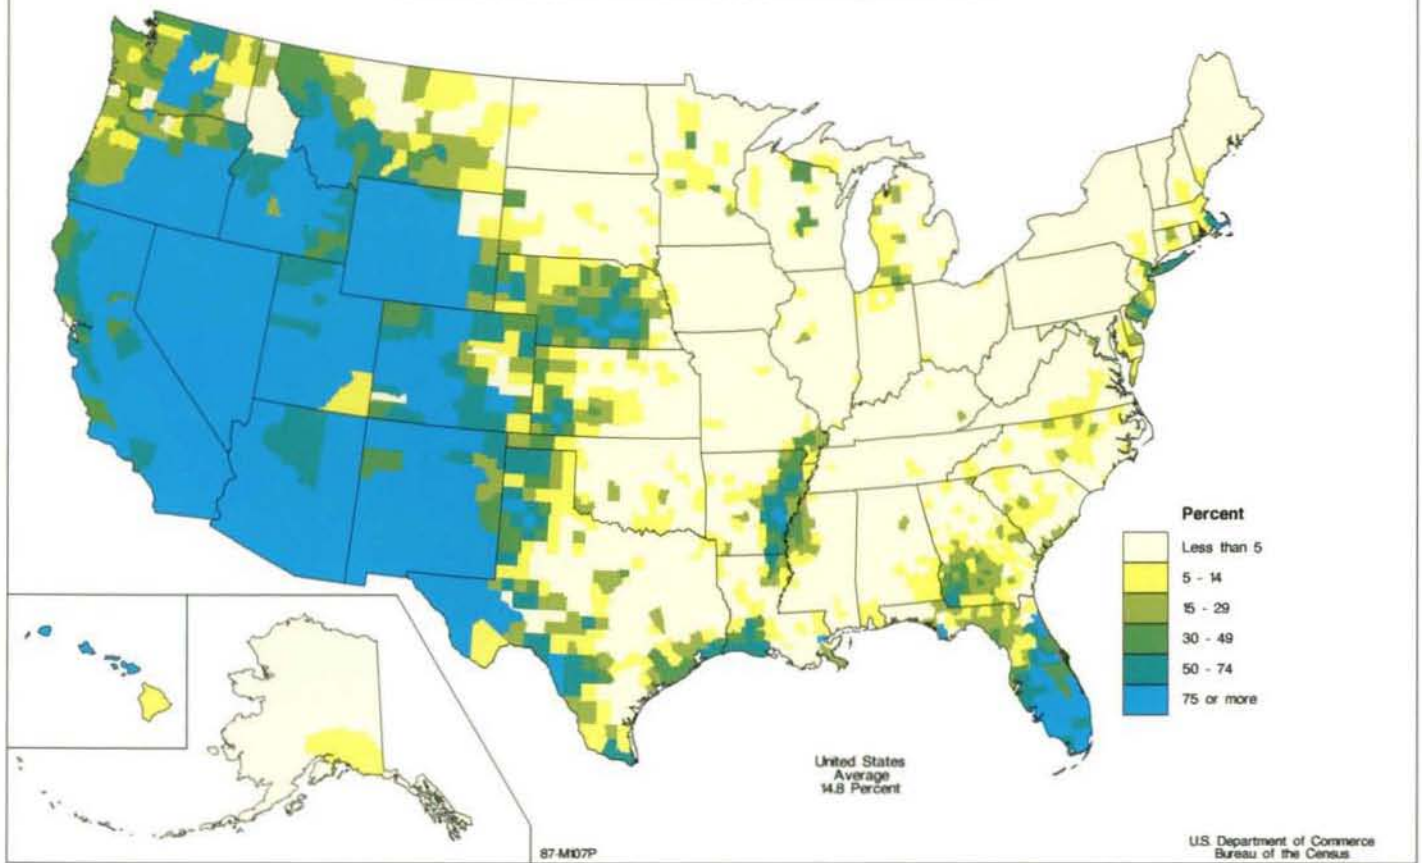 Percent
Less than 5
5 - 14
15 - 29
30 - 49
50 - 74
75 or more
United States
Average
14.8 Percent
87-M107P
U.S. Department of Commerce
Bureau of the Census